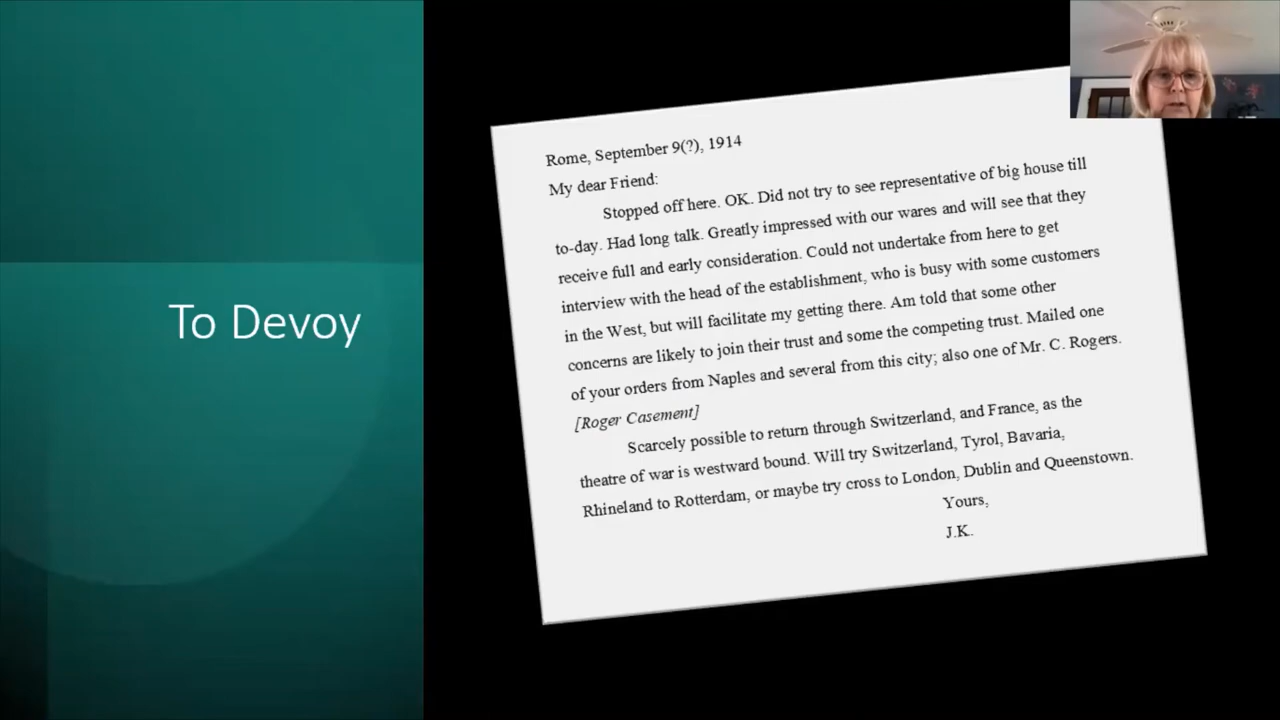 To Devoy
Rome, September 9(?), 1914
My dear Friend:
Stopped off here. OK. Did not try to see representative of big house till
to-day. Had long talk. Greatly impressed with our wares and will see that they
receive full and early consideration. Could not undertake from here to get
interview with the head of the establishment, who is busy with some customers
in the West, but will facilitate my getting there. Am told that some other
concerns are likely to join their trust and some the competing trust. Mailed one
of your orders from Naples and several from this city; also one of Mr. C. Rogers.
[Roger Casement]
Scarcely possible to return through Switzerland, and France, as the
theatre of war is westward bound. Will try Switzerland, Tyrol, Bavaria,
Rhineland to Rotterdam, or maybe try cross to London, Dublin and Queenstown.
Yours,
J.K.